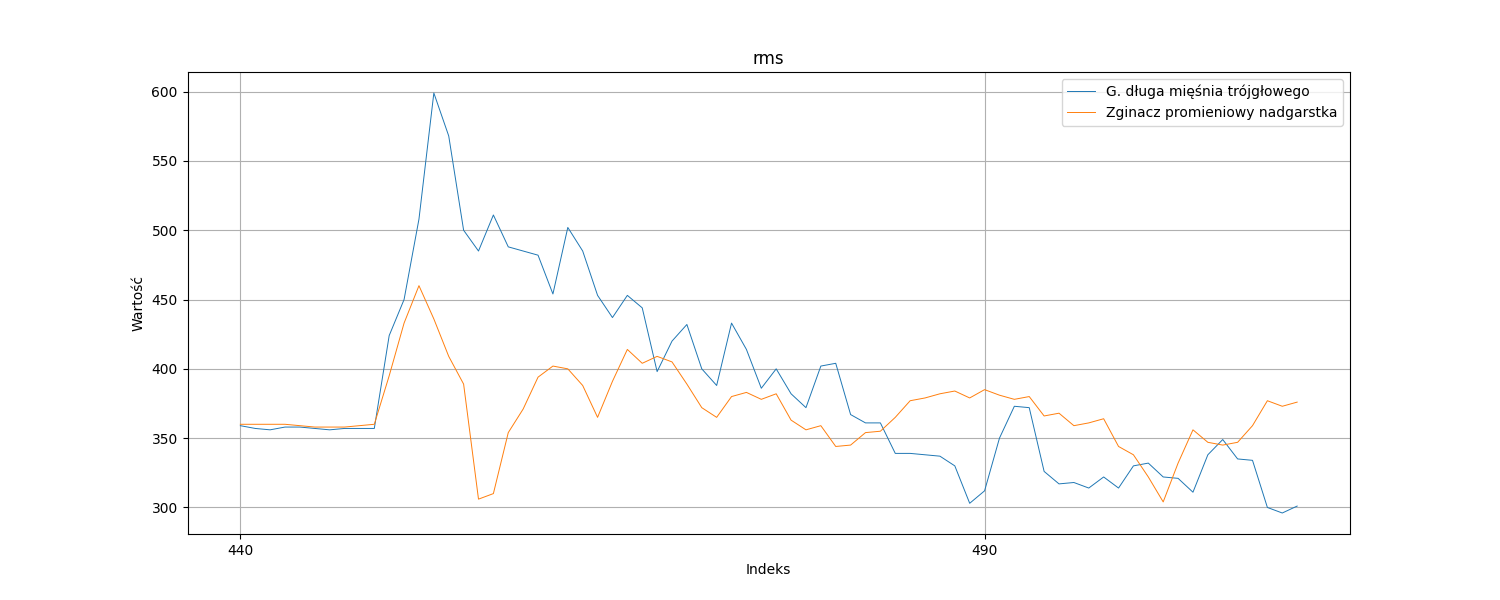 rms
G. długa mięśnia trójgłowego
Zginacz promieniowy nadgarstka
600
550
500
450
400
350
300
Wartość
440
490
Indeks